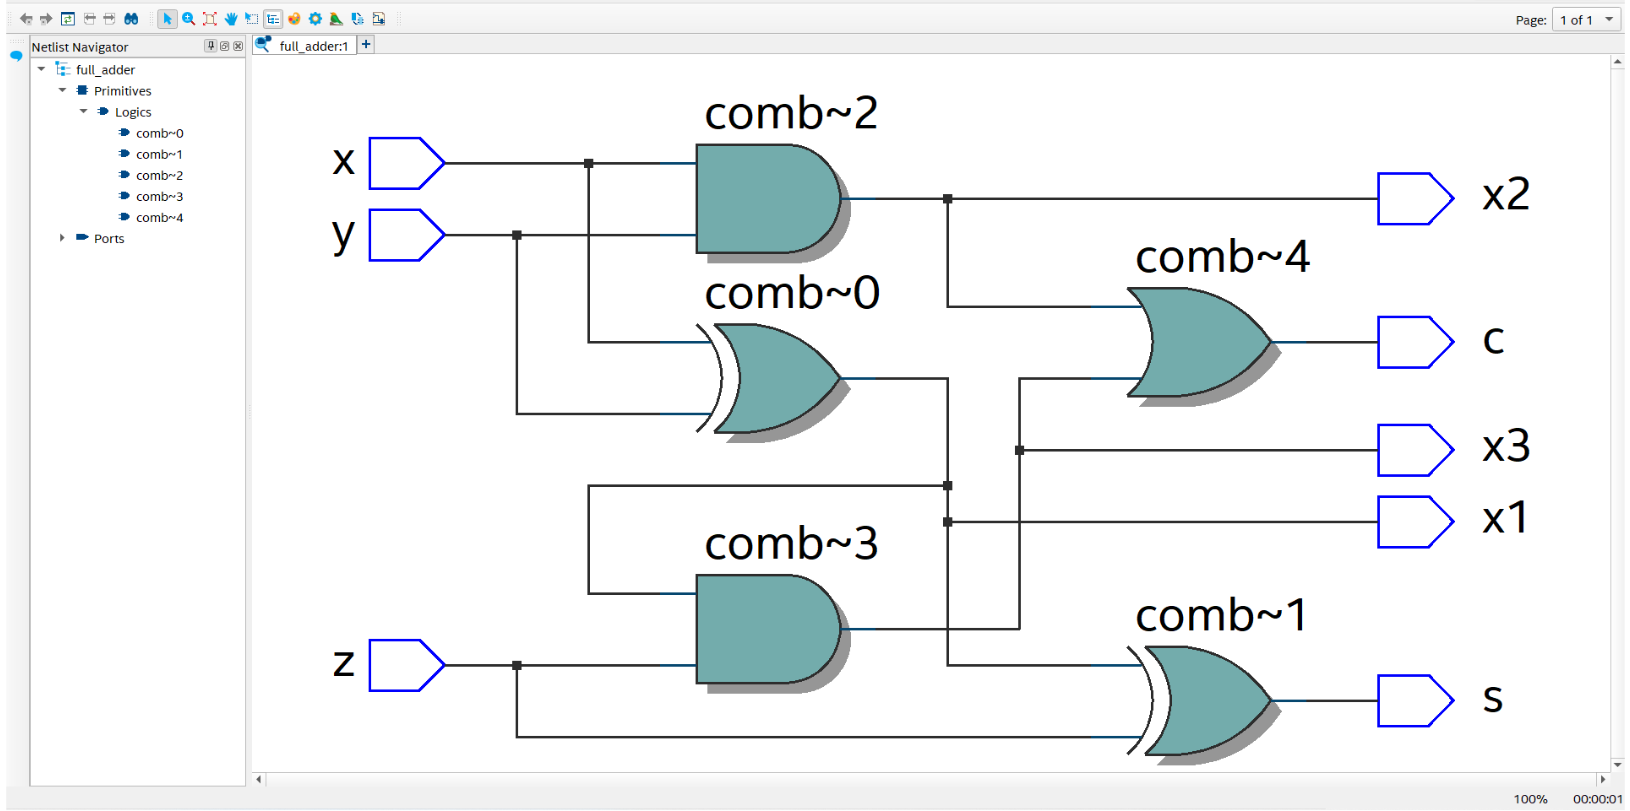 Page: 1 of 1
Netlist Navigator
full_adder:1
full_adder
Primitives
Logics
comb~0
comb~1
comb~2
comb~3
comb~4
Ports
comb~2
x
x2
y
comb~4
comb~0
c
x3
x1
comb~3
comb~1
z
s
100% 00:00:01